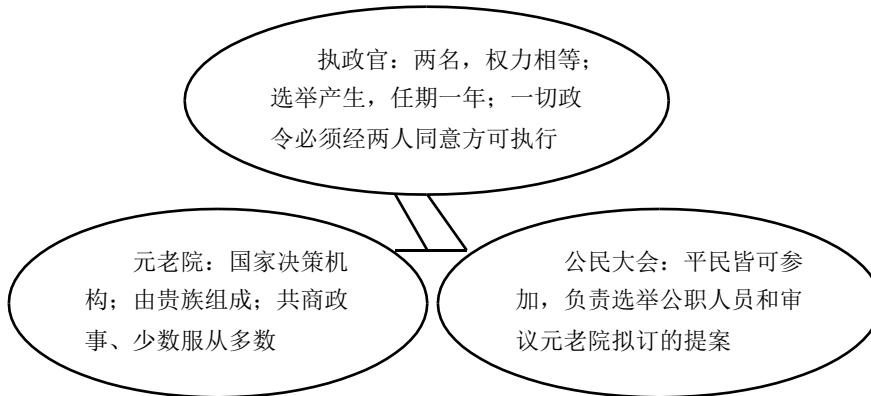 执政官：两名，权力相等；
选举产生，任期一年；一切政
令必须经两人同意方可执行
元老院：国家决策机
构；由贵族组成；共商政
事、少数服从多数
公民大会：平民皆可参
加，负责选举公职人员和审
议元老院拟订的提案